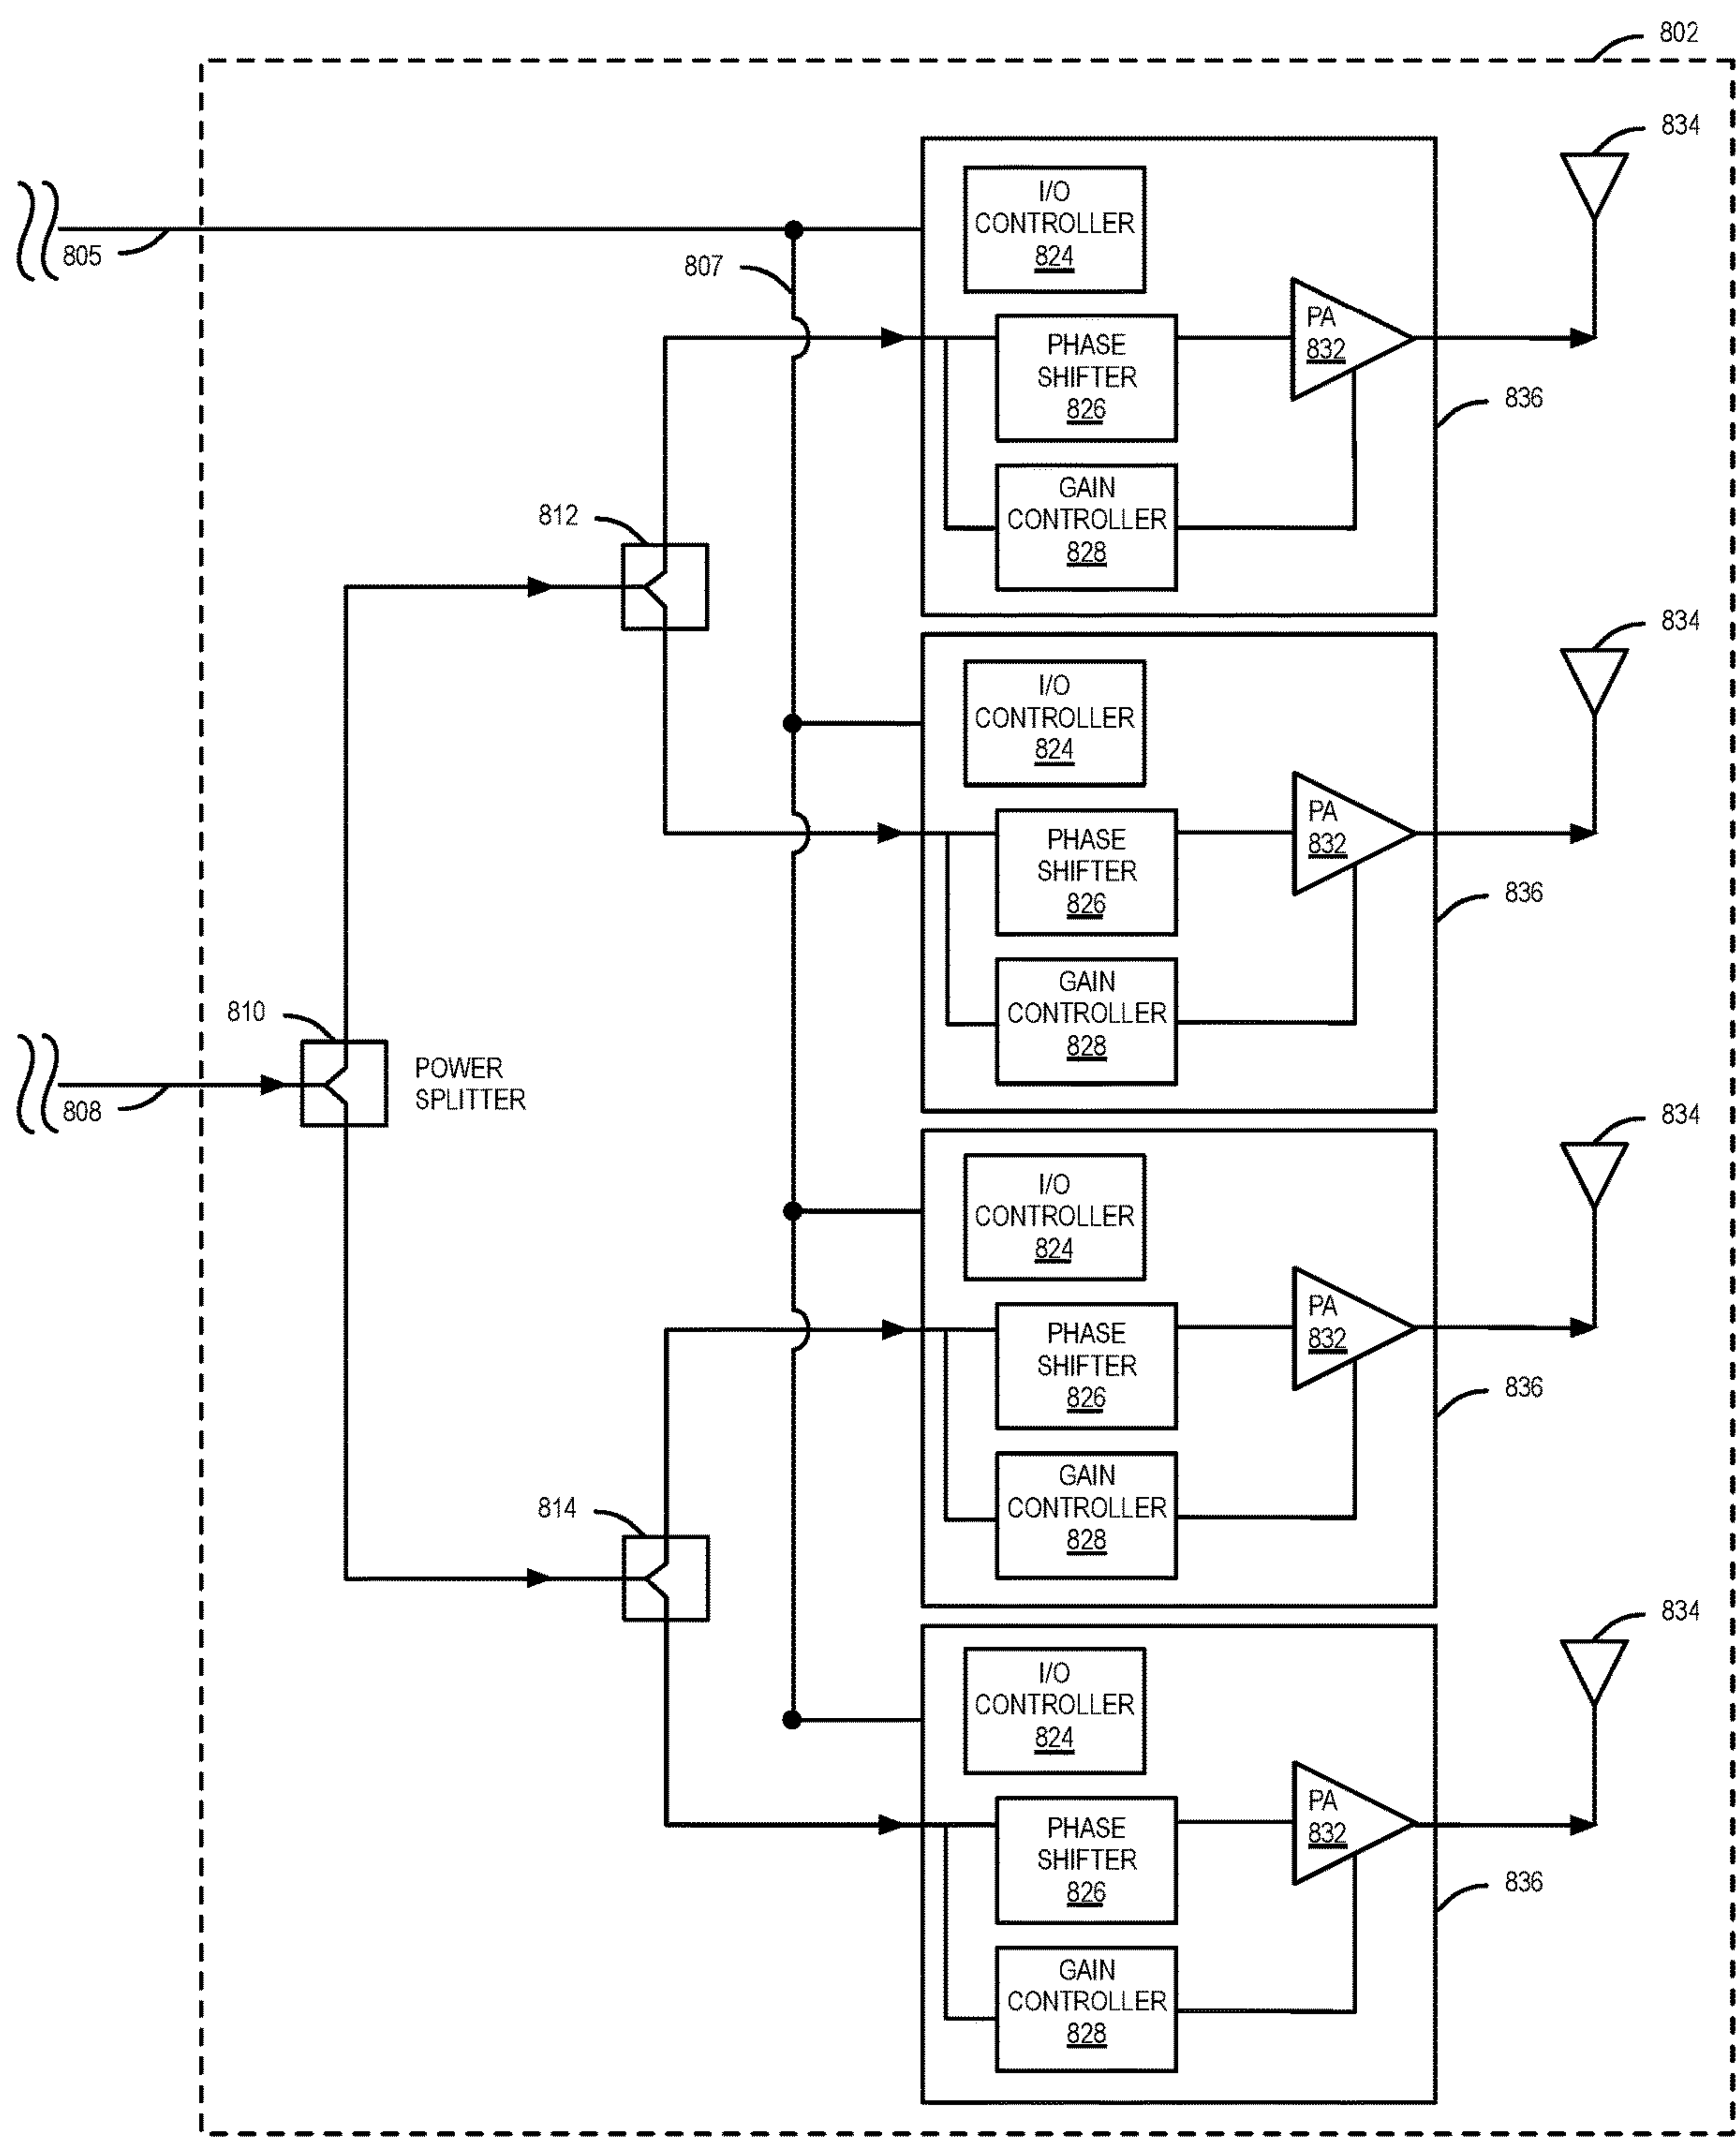 802
834
I/O
CONTROLLER
824
805
807
PHASE
SHIFTER
826
PA
832
836
GAIN
CONTROLLER
828
812
834
I/O
CONTROLLER
824
PHASE
SHIFTER
826
PA
832
836
GAIN
CONTROLLER
828
810
POWER
SPLITTER
808
834
I/O
CONTROLLER
824
PHASE
SHIFTER
826
PA
832
836
GAIN
CONTROLLER
828
814
834
I/O
CONTROLLER
824
PHASE
SHIFTER
826
PA
832
836
GAIN
CONTROLLER
828